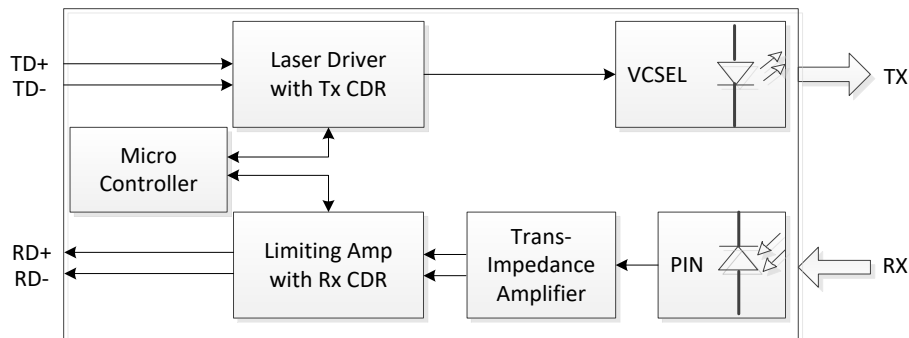 TD+
TD-
Laser Driver
with Tx CDR
VCSEL
TX
Micro
Controller
RD+
RD-
Limiting Amp
with Rx CDR
Trans-
Impedance
Amplifier
PIN
RX